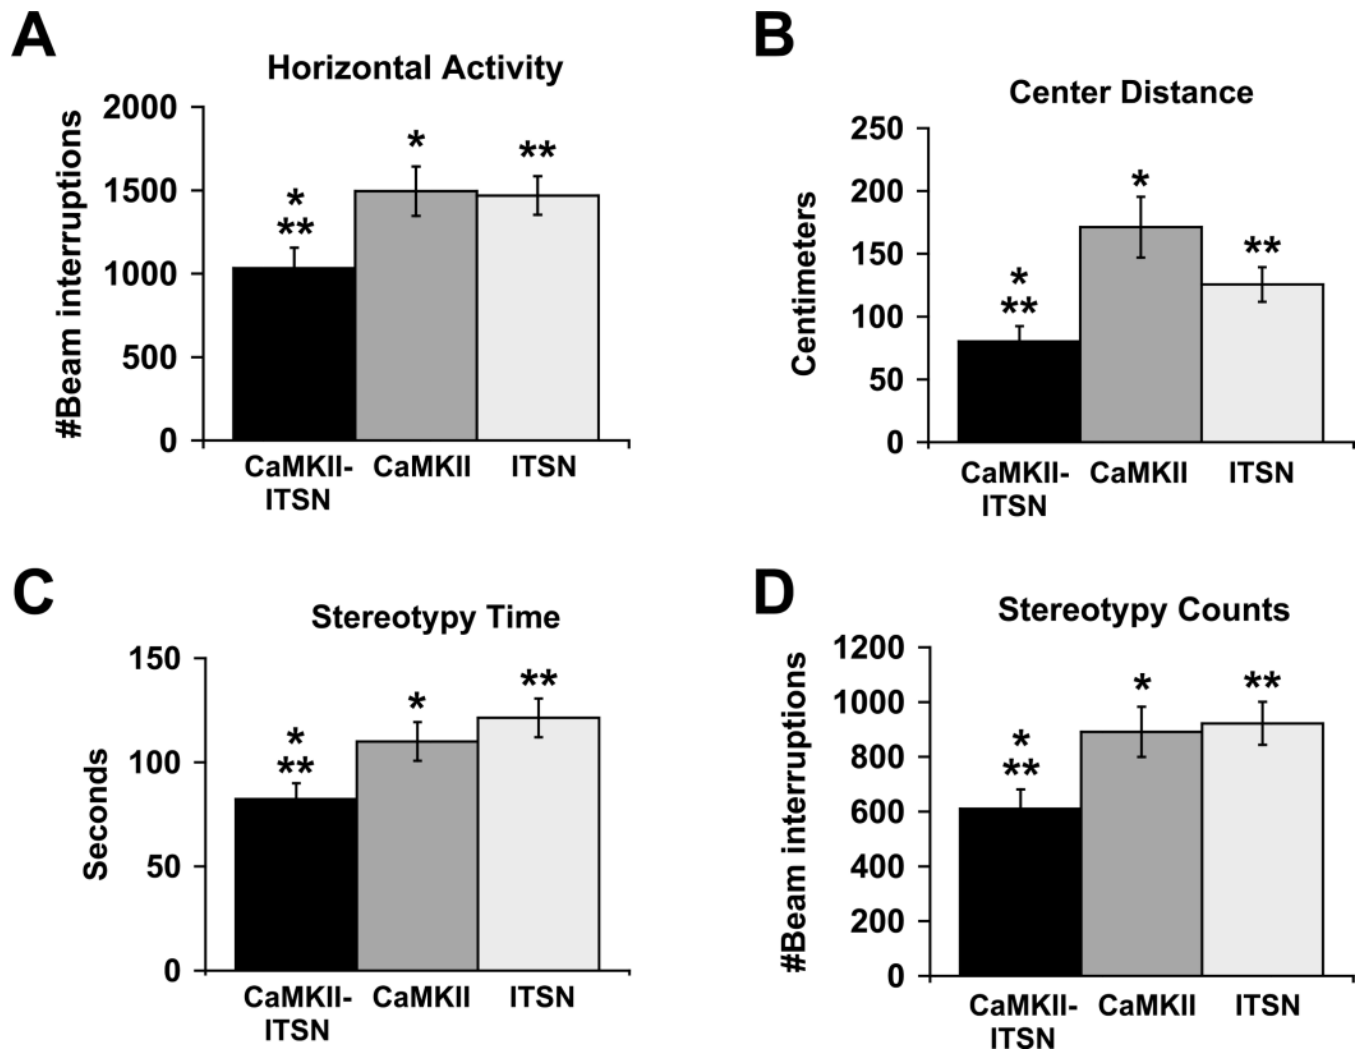 A
Horizontal Activity
#Beam interruptions
2000
1500
1000
500
0
*
**
*
**
CaMKII-
ITSN
CaMKII
ITSN
B
Center Distance
Centimeters
250
200
150
100
50
0
*
**
*
**
CaMKII-
ITSN
CaMKII
ITSN
C
Stereotypy Time
Seconds
150
100
50
0
*
**
*
**
CaMKII-
ITSN
CaMKII
ITSN
D
Stereotypy Counts
#Beam interruptions
1200
1000
800
600
400
200
0
*
**
*
**
CaMKII-
ITSN
CaMKII
ITSN